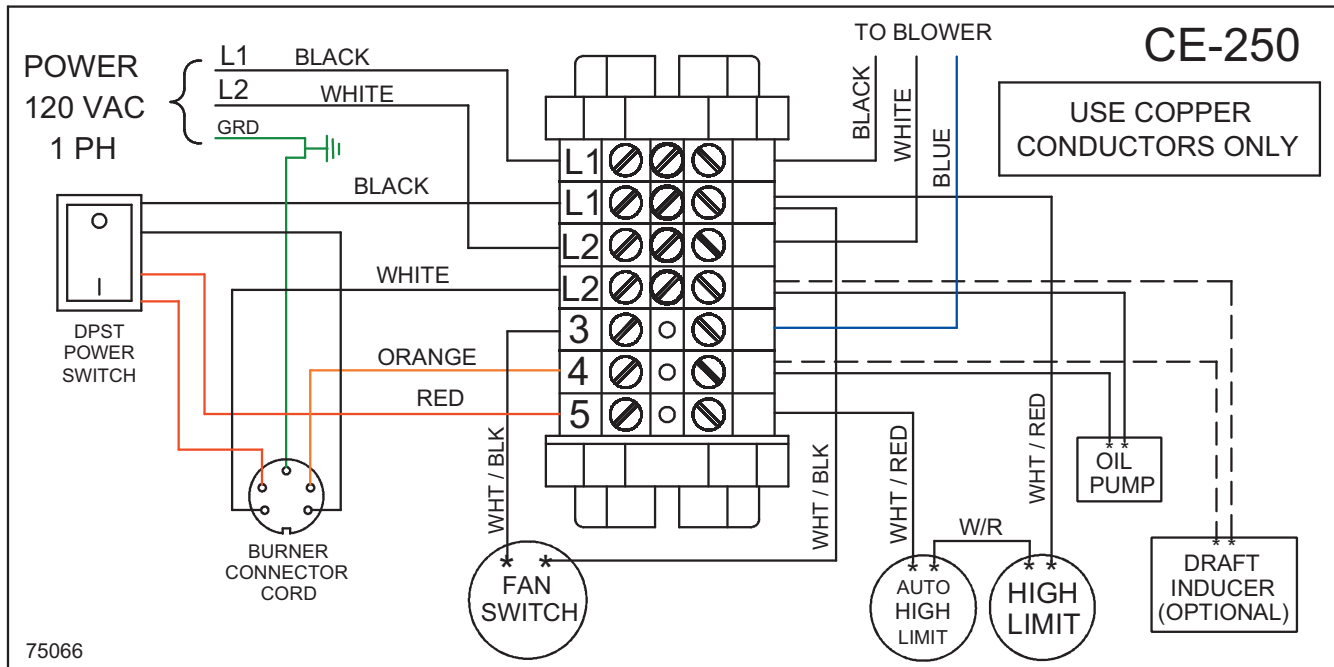 CE-250
POWER
120 VAC
1 PH
L1
BLACK
L2
WHITE
GRD
TO BLOWER
BLACK
WHITE
BLUE
USE COPPER
CONDUCTORS ONLY
BLACK
WHITE
ORANGE
RED
L1
L1
L2
L2
3
4
5
O
I
DPST
POWER
SWITCH
BURNER
CONNECTOR
CORD
WHT / BLK
* *
FAN
SWITCH
WHT / BLK
WHT / RED
W/R
WHT / RED
* *
AUTO
HIGH
LIMIT
* *
HIGH
LIMIT
* *
OIL
PUMP
* *
DRAFT
INDUCER
(OPTIONAL)
75066